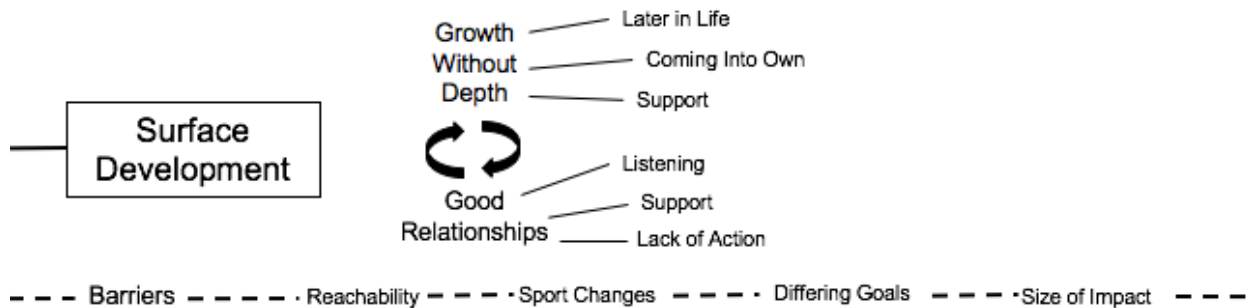 Surface
Development
Growth
Without
Depth
Later in Life
Coming Into Own
Support
Good
Relationships
Listening
Support
Lack of Action
Barriers Reachability Sport Changes Differing Goals Size of Impact